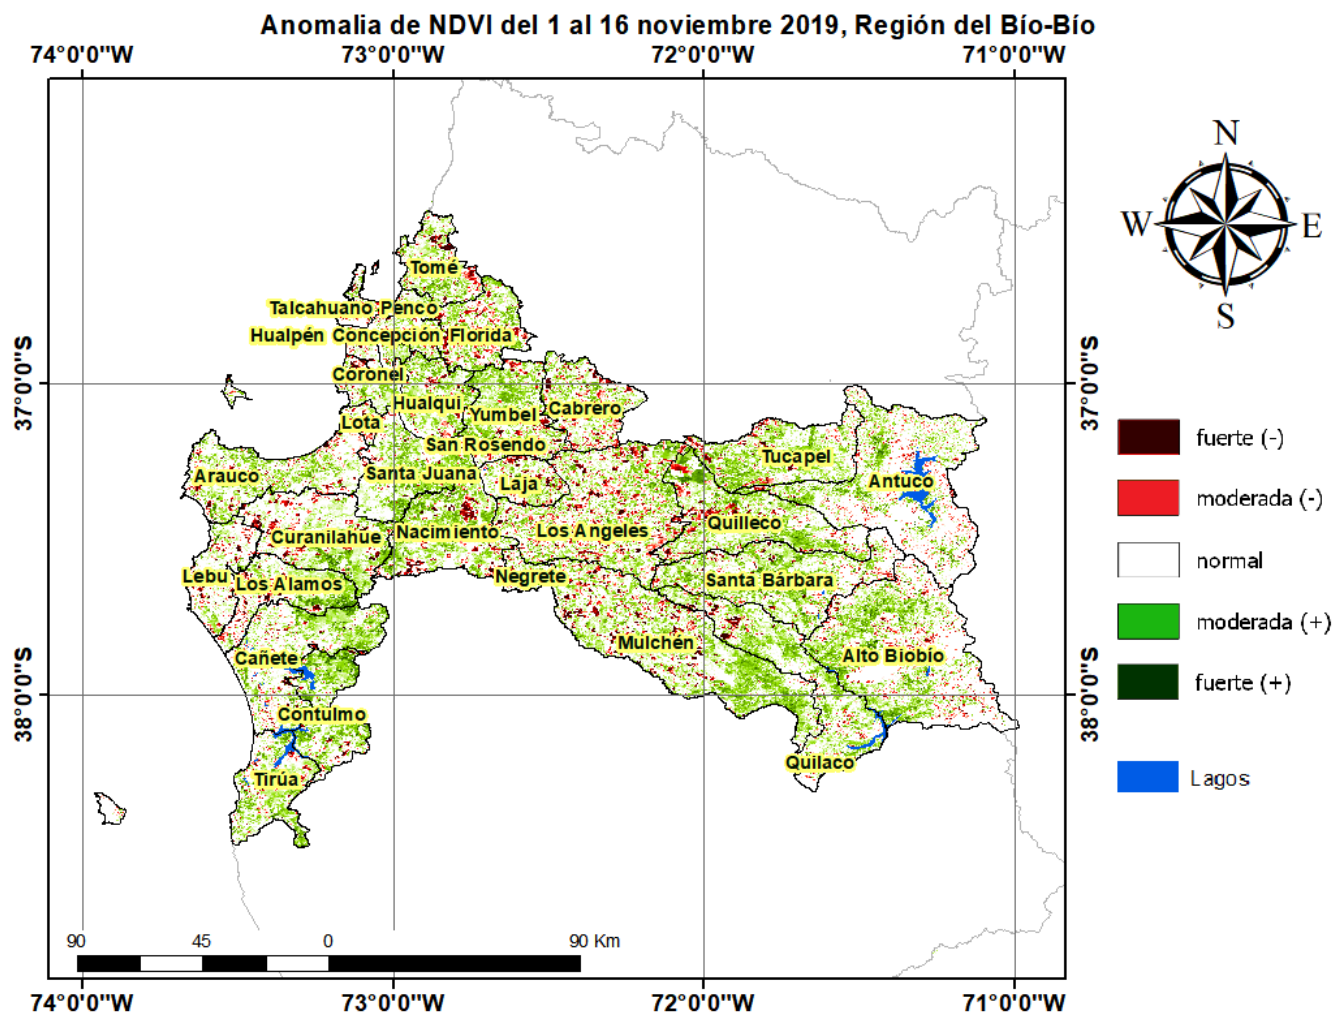 Anomalia de NDVI del 1 al 16 noviembre 2019, Región del Bío-Bío
74°0'0"W 73°0'0"W 72°0'0"W 71°0'0"W
N
W E
S
Tomé
Talcahuano Penco
Hualpén Concepción Florida
37°0'0"S 37°0'0"S
Coronel
Hualqui Yumbel Cabrero
Lota
San Rosendo
Tucapel
Arauco Santa Juana Laja Antuco
Nacimiento Los Angeles Quilleco
Curanilahue
Lebu Los Alamos Negrete Santa Bárbara
Mulchén
Cañete Alto Biobío
38°0'0"S 38°0'0"S
Contulmo
Quilaco
Tirúa
fuerte (-)
moderada (-)
normal
moderada (+)
fuerte (+)
Lagos
90 45 0 90 Km
74°0'0"W 73°0'0"W 72°0'0"W 71°0'0"W